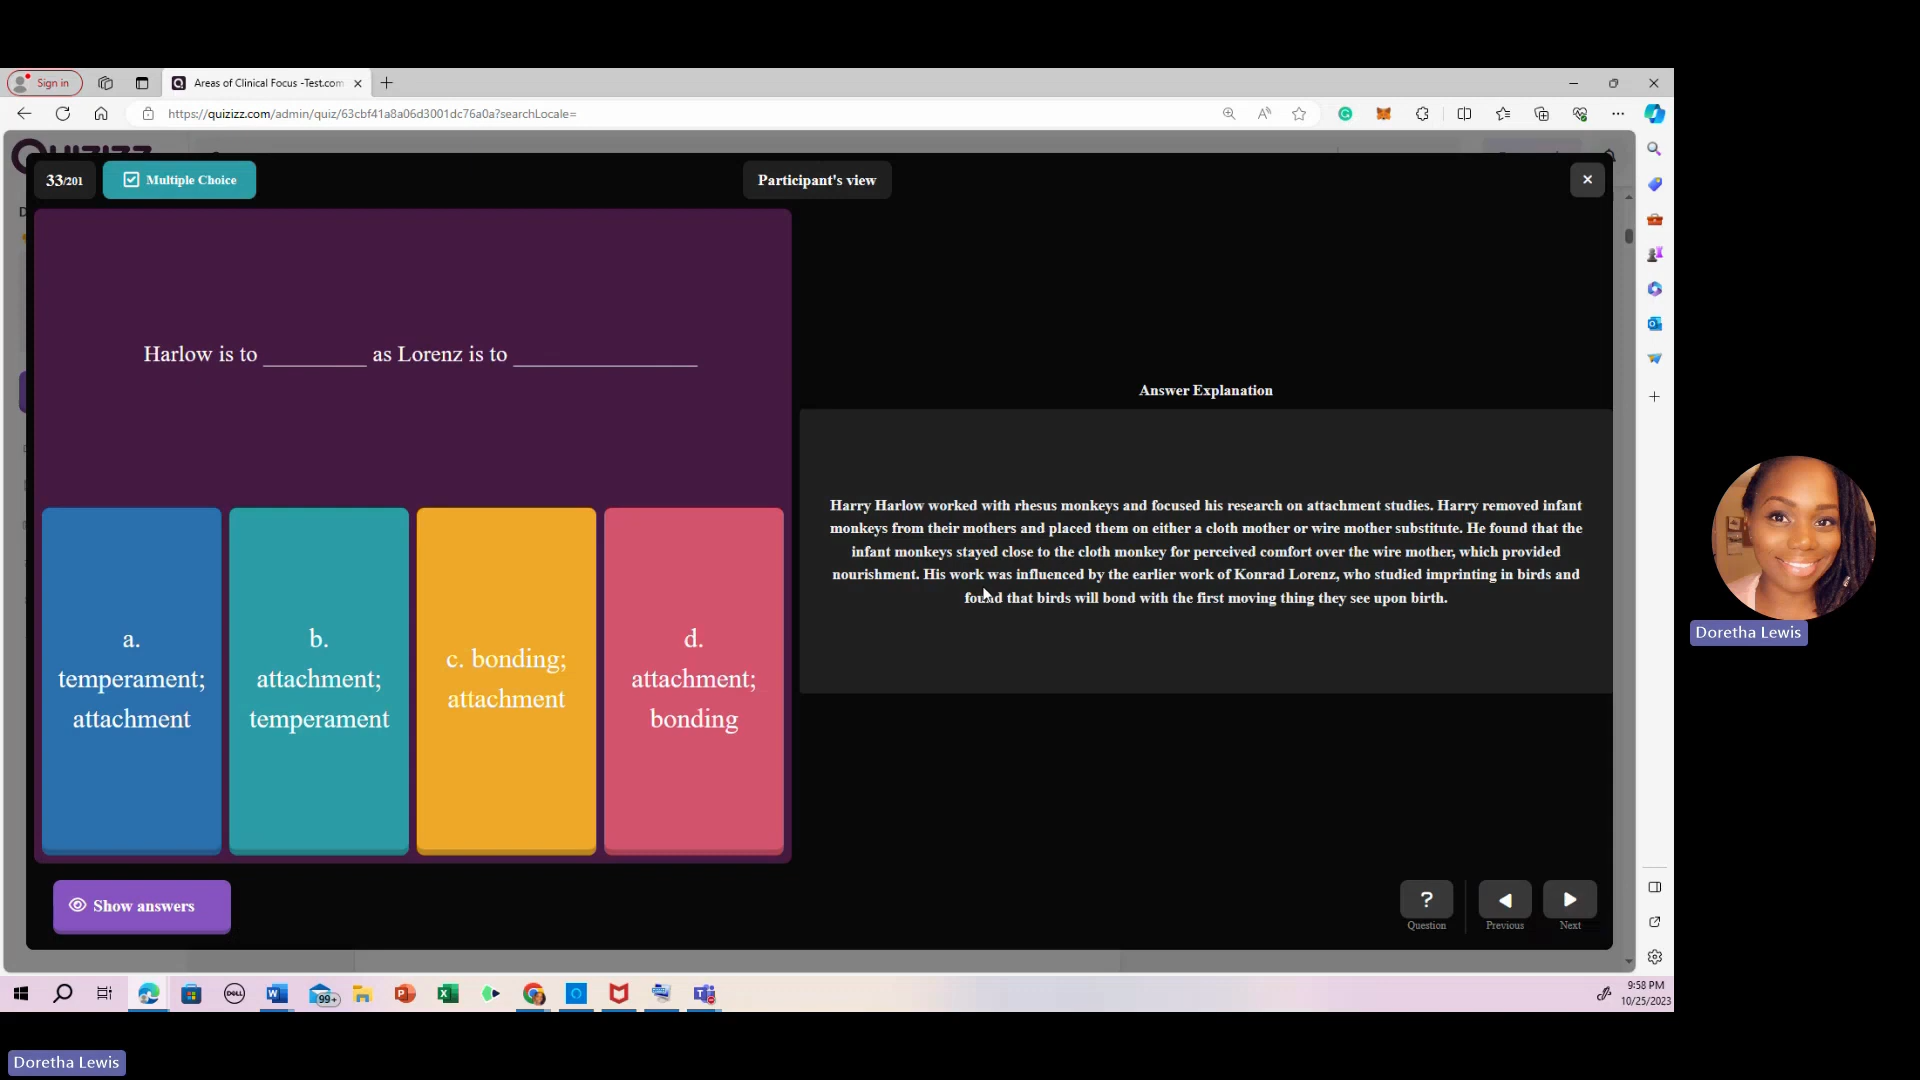 Sign in
Areas of Clinical Focus -Test.com
https://quizizz.com/admin/quiz/63cbf41a8a06d3001dc76a0a?searchLocale=
33/201
Multiple Choice
Participant's view
Harlow is to _________ as Lorenz is to ________________
a.
temperament;
attachment
b.
attachment;
temperament
c. bonding;
attachment
d.
attachment;
bonding
Answer Explanation
Harry Harlow worked with rhesus monkeys and focused his research on attachment studies. Harry removed infant
monkeys from their mothers and placed them on either a cloth mother or wire mother substitute. He found that the
infant monkeys stayed close to the cloth monkey for perceived comfort over the wire mother, which provided
nourishment. His work was influenced by the earlier work of Konrad Lorenz, who studied imprinting in birds and
found that birds will bond with the first moving thing they see upon birth.
Show answers
?
Question
Previous
Next
DELL
99+
9:58 PM
10/25/2023
Doretha Lewis
Doretha Lewis